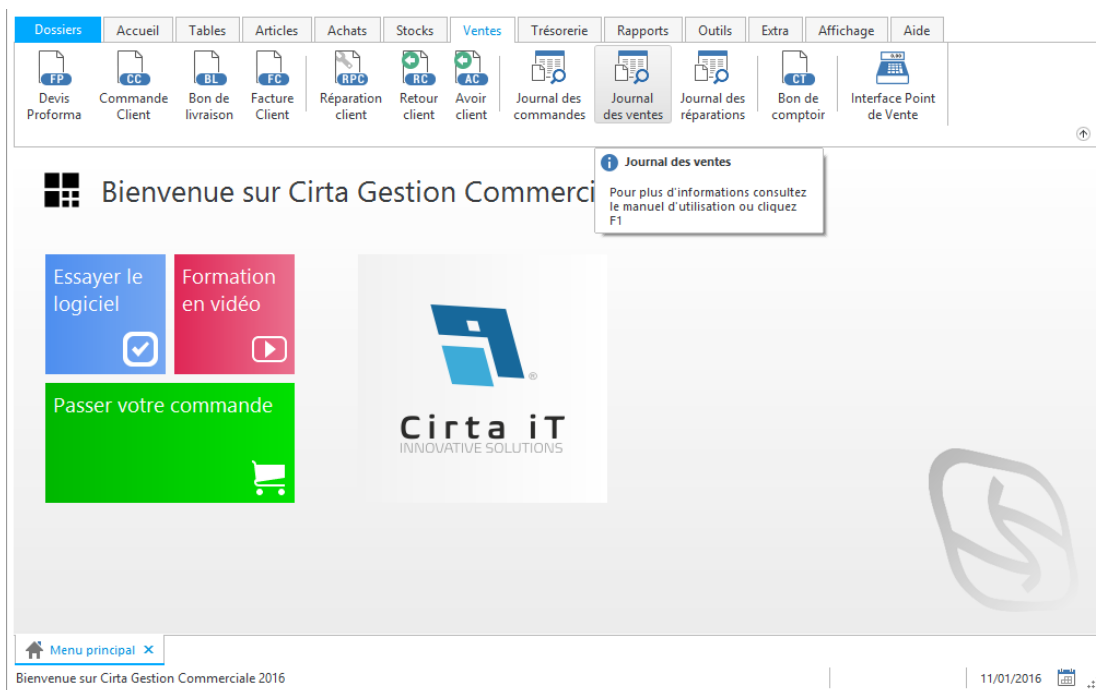 Dossiers Accueil Tables Articles Achats Stocks Ventes Trésorerie Rapports Outils Extra Affichage Aide
FP CC BL FC RPC RC AC CT 0.00
Devis Commande Bon de Facture Réparation Retour Avoir Journal des Journal Journal des Bon de Interface Point
Proforma Client livraison Client client client client commandes des ventes réparations comptoir de Vente
i Journal des ventes
Pour plus d'informations consultez
le manuel d'utilisation ou cliquez
F1
Bienvenue sur Cirta Gestion Commerci
Essayer le
logiciel
Formation
en vidéo
Passer votre commande
®
Cirta iT
INNOVATIVE SOLUTIONS
Menu principal ✕
Bienvenue sur Cirta Gestion Commerciale 2016
11/01/2016